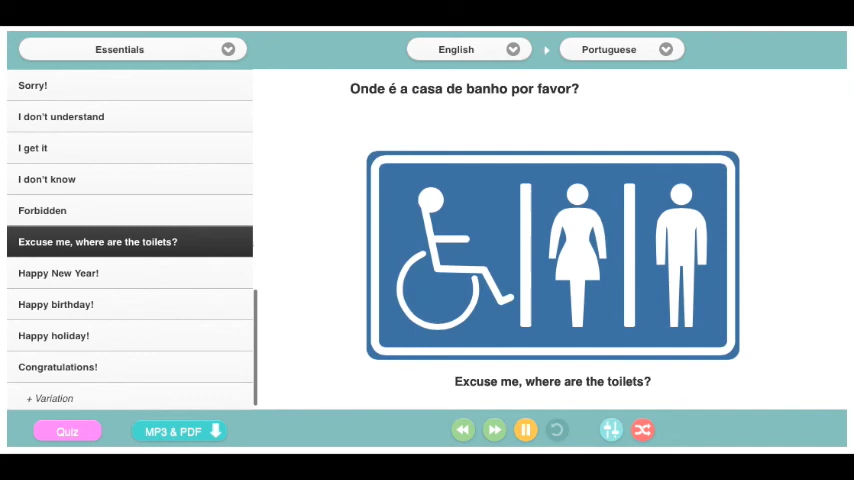 Essentials
English
Portuguese
Sorry!
I don't understand
I get it
I don't know
Forbidden
Excuse me, where are the toilets?
Happy New Year!
Happy birthday!
Happy holiday!
Congratulations!
+ Variation
Onde é a casa de banho por favor?
Excuse me, where are the toilets?
Quiz
MP3 & PDF